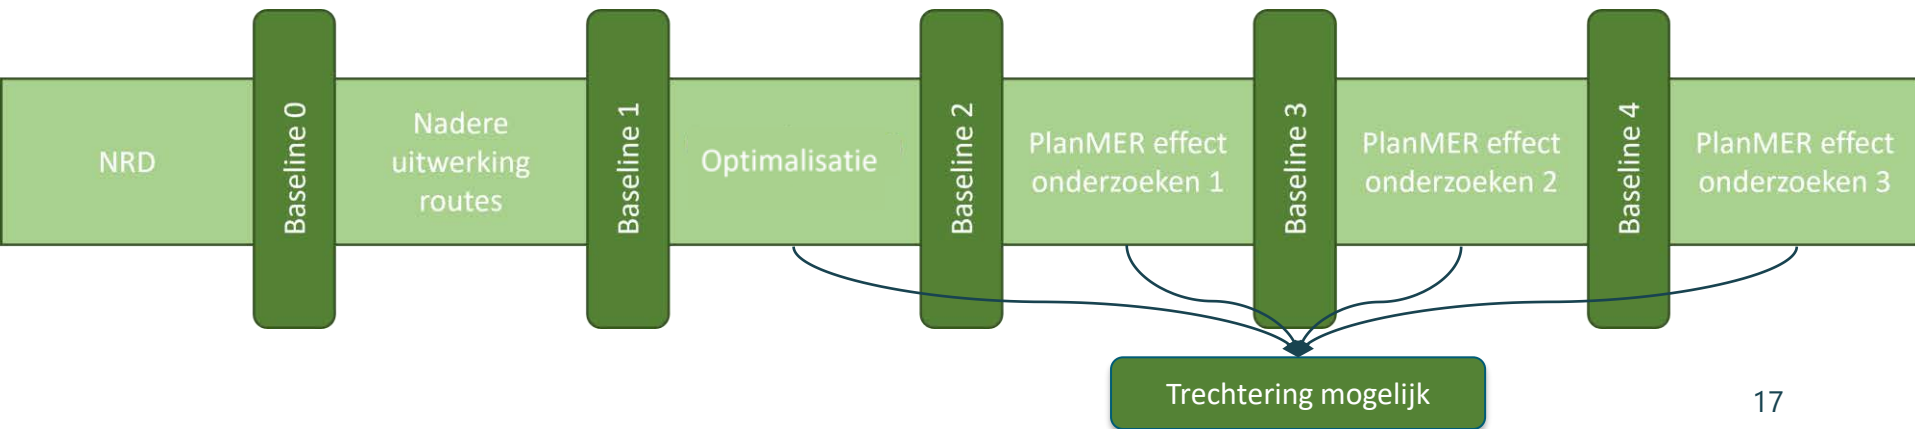 NRD
Baseline 0
Nadere
uitwerking
routes
Baseline 1
Optimalisatie
Baseline 2
PlanMER effect
onderzoeken 1
Baseline 3
PlanMER effect
onderzoeken 2
Baseline 4
PlanMER effect
onderzoeken 3
Trechtering mogelijk
17